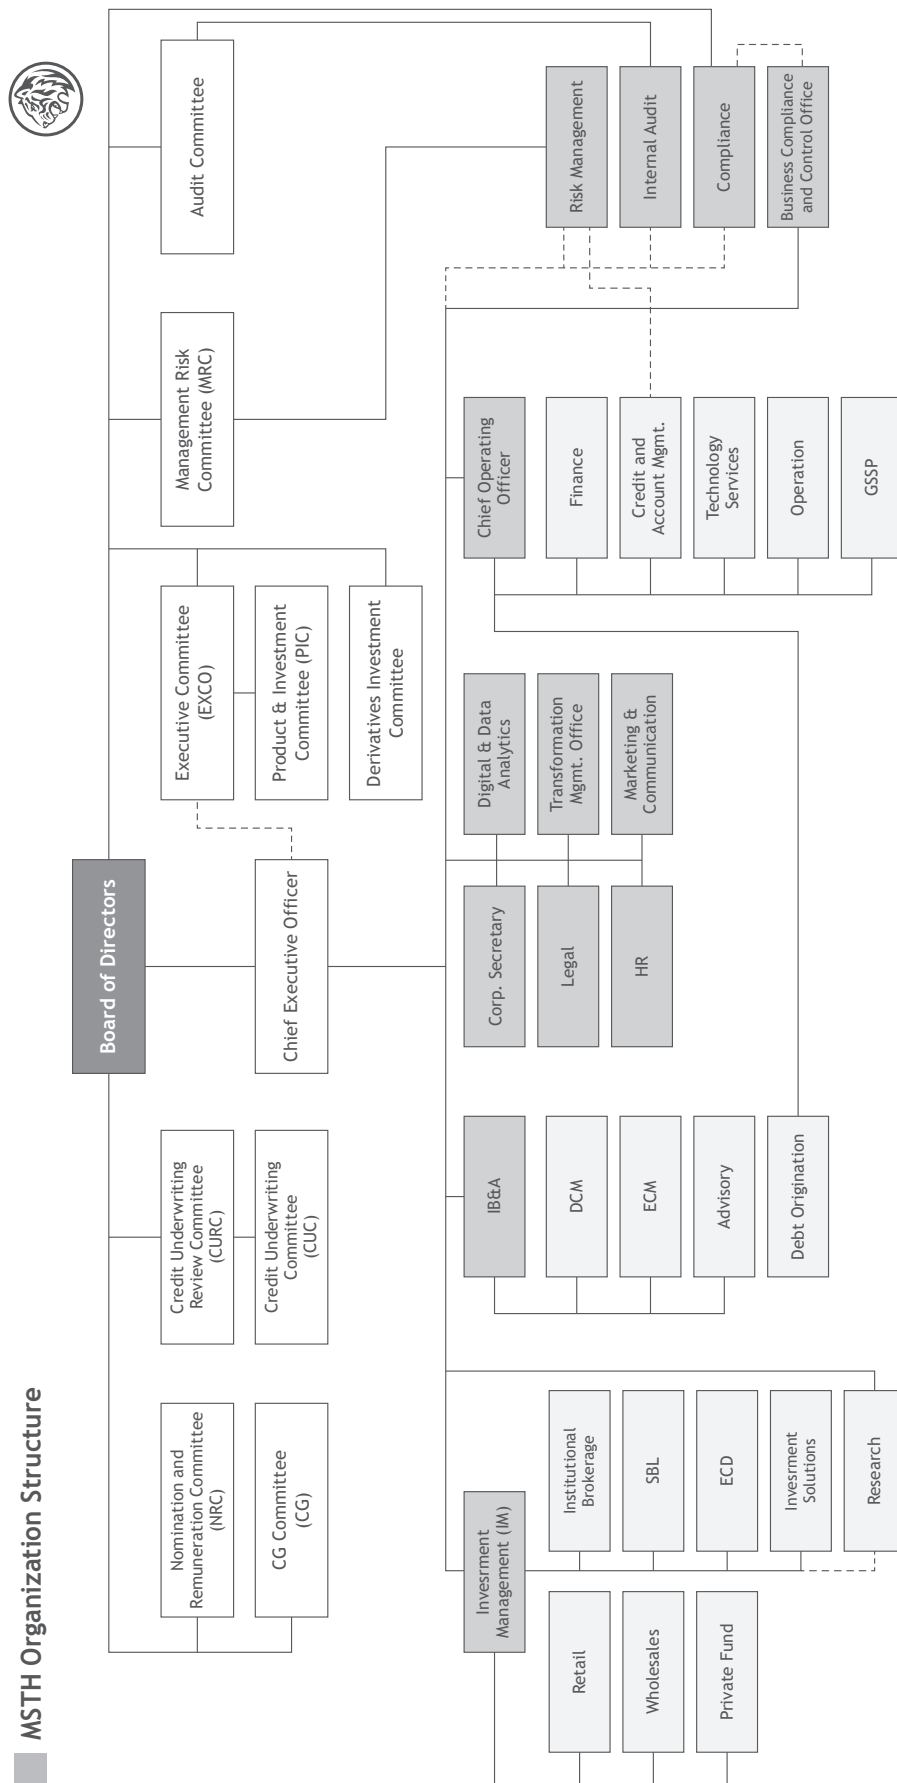 MSTH Organization Structure
Board of Directors
Nomination and
Remuneration Committee
(NRC)
CG Committee
(CG)
Credit Underwriting
Review Committee
(CURC)
Credit Underwriting
Committee
(CUC)
Chief Executive Officer
Executive Committee
(EXCO)
Product & Investment
Committee (PIC)
Derivatives Investment
Committee
Management Risk
Committee (MRC)
Audit Committee
Invesrment
Management (IM)
Retail
Wholesales
Private Fund
Institutional
Brokerage
SBL
ECD
Invesrment
Solutions
Research
IB&A
DCM
ECM
Advisory
Debt Origination
Corp. Secretary
Legal
HR
Digital & Data
Analytics
Transformation
Mgmt. Office
Marketing &
Communication
Chief Operating
Officer
Finance
Credit and
Account Mgmt.
Technology
Services
Operation
GSSP
Risk Management
Internal Audit
Compliance
Business Compliance
and Control Office